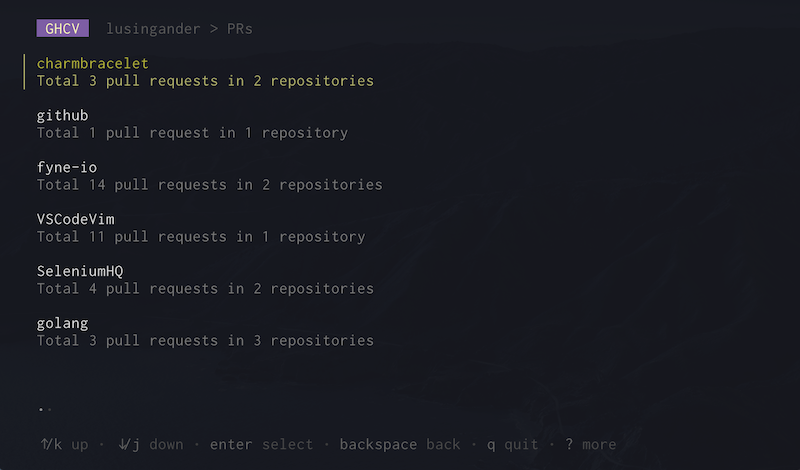 GHCV lusingander > PRs
charmbracelet
Total 3 pull requests in 2 repositories
github
Total 1 pull request in 1 repository
fyne-io
Total 14 pull requests in 2 repositories
VSCodeVim
Total 11 pull requests in 1 repository
SeleniumHQ
Total 4 pull requests in 2 repositories
golang
Total 3 pull requests in 3 repositories
↑/k up · ↓/j down · enter select · backspace back · q quit · ? more